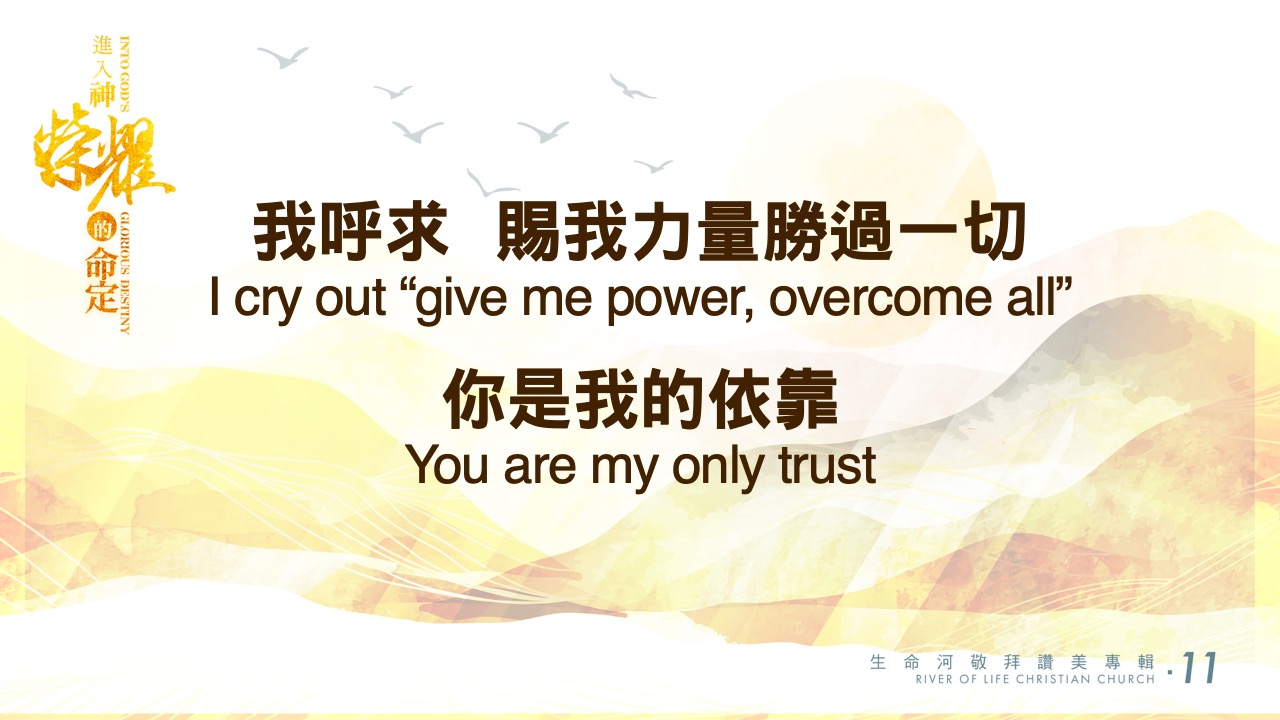 進入神
榮耀
的
命定
INTO GOD'S
GLORIOUS DESTINY
我呼求 賜我力量勝過一切
I cry out “give me power, overcome all”
你是我的依靠
You are my only trust
生命河敬拜讚美專輯
RIVER OF LIFE CHRISTIAN CHURCH
·11